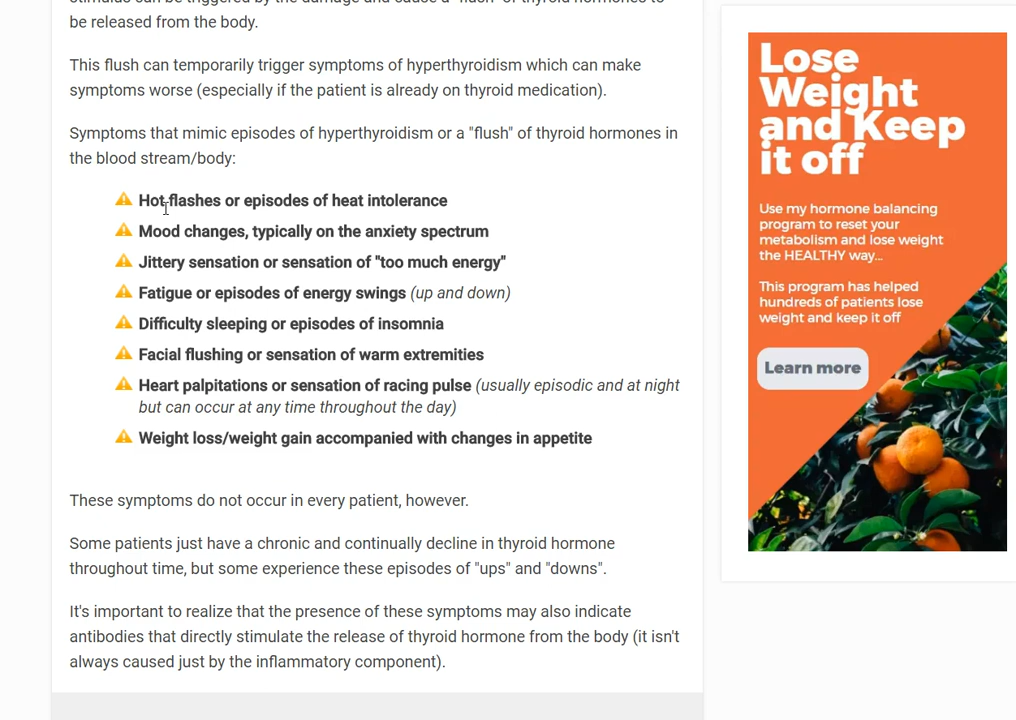 be released from the body.
This flush can temporarily trigger symptoms of hyperthyroidism which can make
symptoms worse (especially if the patient is already on thyroid medication).
Symptoms that mimic episodes of hyperthyroidism or a "flush" of thyroid hormones in
the blood stream/body:
Hot flashes or episodes of heat intolerance
Mood changes, typically on the anxiety spectrum
Jittery sensation or sensation of "too much energy"
Fatigue or episodes of energy swings (up and down)
Difficulty sleeping or episodes of insomnia
Facial flushing or sensation of warm extremities
Heart palpitations or sensation of racing pulse (usually episodic and at night
but can occur at any time throughout the day)
Weight loss/weight gain accompanied with changes in appetite
These symptoms do not occur in every patient, however.
Some patients just have a chronic and continually decline in thyroid hormone
throughout time, but some experience these episodes of "ups" and "downs".
It's important to realize that the presence of these symptoms may also indicate
antibodies that directly stimulate the release of thyroid hormone from the body (it isn't
always caused just by the inflammatory component).
Lose
Weight
and Keep
it off
Use my hormone balancing
program to reset your
metabolism and lose weight
the HEALTHY way...
This program has helped
hundreds of patients lose
weight and keep it off
Learn more